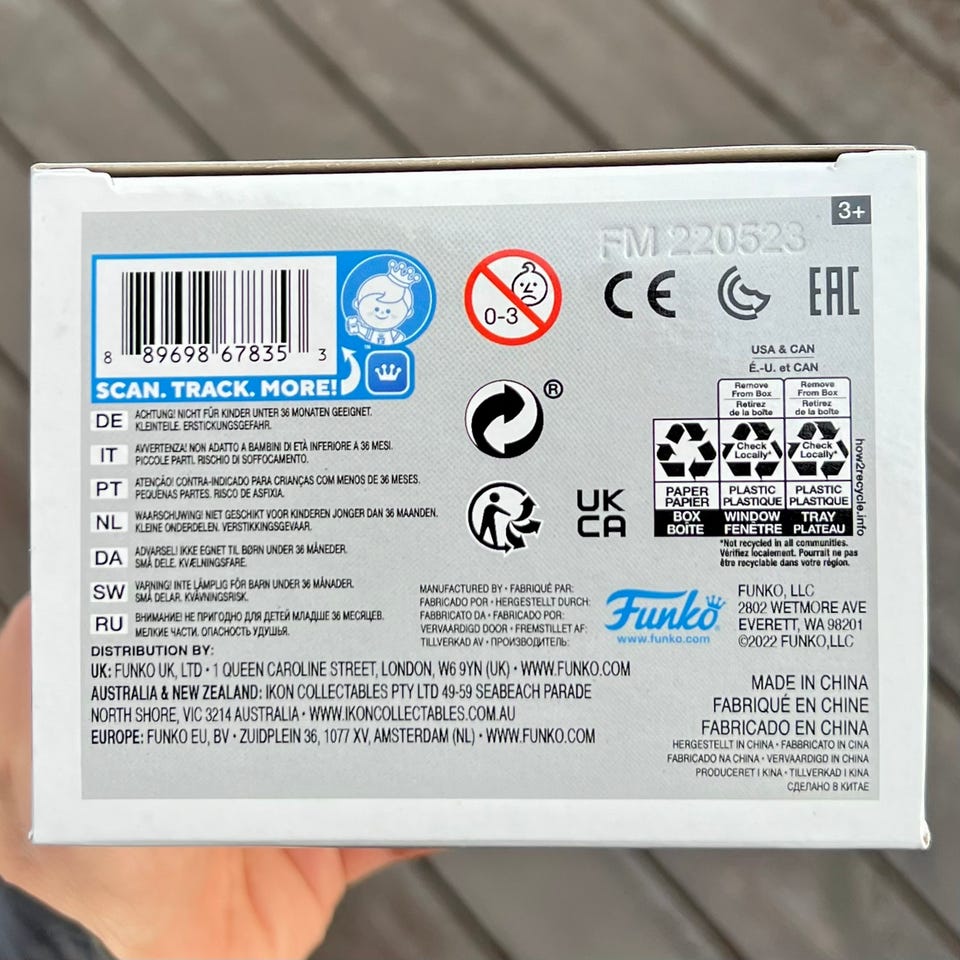 3+
FM 220523
8 89698 67835 3
SCAN. TRACK. MORE!
™
0-3
CE
EAC
®
UK
CA
USA & CAN
É.-U. et CAN
Remove
From Box
Retirez
de la boîte
Remove
From Box
Retirez
de la boîte
Check
Locally*
Check
Locally*
PAPER
PAPIER
PLASTIC
PLASTIQUE
PLASTIC
PLASTIQUE
BOX
BOÎTE
WINDOW
FENÊTRE
TRAY
PLATEAU
how2recycle.info
*Not recycled in all communities.
Vérifiez localement. Pourrait ne pas
être recyclable dans votre région.
DE ACHTUNG! NICHT FÜR KINDER UNTER 36 MONATEN GEEIGNET.
KLEINTEILE. ERSTICKUNGSGEFAHR.
IT AVVERTENZA! NON ADATTO A BAMBINI DI ETÀ INFERIORE A 36 MESI.
PICCOLE PARTI. RISCHIO DI SOFFOCAMENTO.
PT ATENÇÃO! CONTRA-INDICADO PARA CRIANÇAS COM MENOS DE 36 MESES.
PEQUENAS PARTES. RISCO DE ASFIXIA.
NL WAARSCHUWING! NIET GESCHIKT VOOR KINDEREN JONGER DAN 36 MAANDEN.
KLEINE ONDERDELEN. VERSTIKKINGSGEVAAR.
DA ADVARSEL! IKKE EGNET TIL BØRN UNDER 36 MÅNEDER.
SMÅ DELE. KVÆLNINGSFARE.
SW VARNING! INTE LÄMPLIG FÖR BARN UNDER 36 MÅNADER.
SMÅ DELAR. KVÄVNINGSRISK.
RU ВНИМАНИЕ! НЕ ПРИГОДНО ДЛЯ ДЕТЕЙ МЛАДШЕ 36 МЕСЯЦЕВ.
МЕЛКИЕ ЧАСТИ. ОПАСНОСТЬ УДУШЬЯ.
MANUFACTURED BY • FABRIQUÉ PAR:
FABRICADO POR • HERGESTELLT DURCH:
FABBRICATO DA • FABRICADO POR:
VERVAARDIGD DOOR • FREMSTILLET AF:
TILLVERKAD AV • ПРОИЗВОДИТЕЛЬ:
Funko
www.funko.com
FUNKO, LLC
2802 WETMORE AVE
EVERETT, WA 98201
©2022 FUNKO,LLC
DISTRIBUTION BY:
UK: FUNKO UK, LTD • 1 QUEEN CAROLINE STREET, LONDON, W6 9YN (UK) • WWW.FUNKO.COM
AUSTRALIA & NEW ZEALAND: IKON COLLECTABLES PTY LTD 49-59 SEABEACH PARADE
NORTH SHORE, VIC 3214 AUSTRALIA • WWW.IKONCOLLECTABLES.COM.AU
EUROPE: FUNKO EU, BV • ZUIDPLEIN 36, 1077 XV, AMSTERDAM (NL) • WWW.FUNKO.COM
MADE IN CHINA
FABRIQUÉ EN CHINE
FABRICADO EN CHINA
HERGESTELLT IN CHINA • FABBRICATO IN CINA
FABRICADO NA CHINA • VERVAARDIGD IN CHINA
PRODUCERET I KINA • TILLVERKAD I KINA
СДЕЛАНО В КИТАЕ